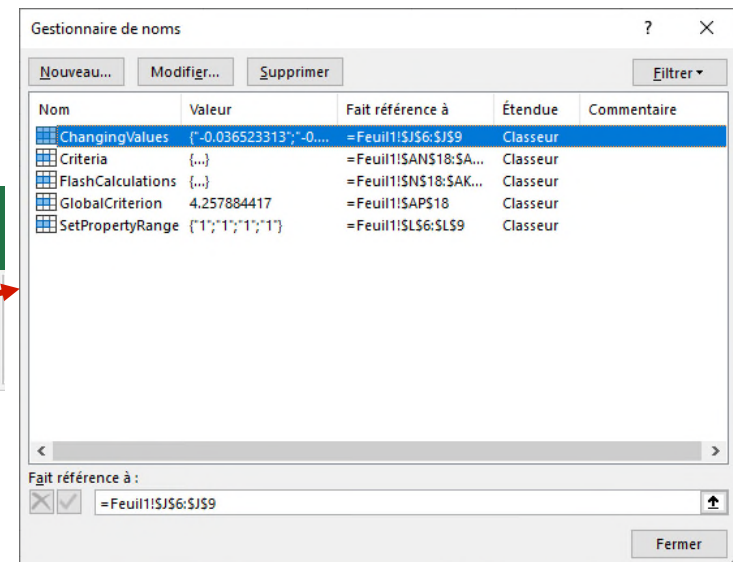 Gestionnaire de noms ? ×
Nouveau... Modifier... Supprimer Filtrer
Nom Valeur Fait référence à Étendue Commentaire
ChangingValues {"-0.036523313";"-0.... =Feuil1!$J$6:$J$9 Classeur
Criteria {...} =Feuil1!$AN$18:$A... Classeur
FlashCalculations {...} =Feuil1!$N$18:$AK... Classeur
GlobalCriterion 4.257884417 =Feuil1!$AP$18 Classeur
SetPropertyRange {"1";"1";"1";"1"} =Feuil1!$L$6:$L$9 Classeur
Fait référence à :
=Feuil1!$J$6:$J$9
Fermer